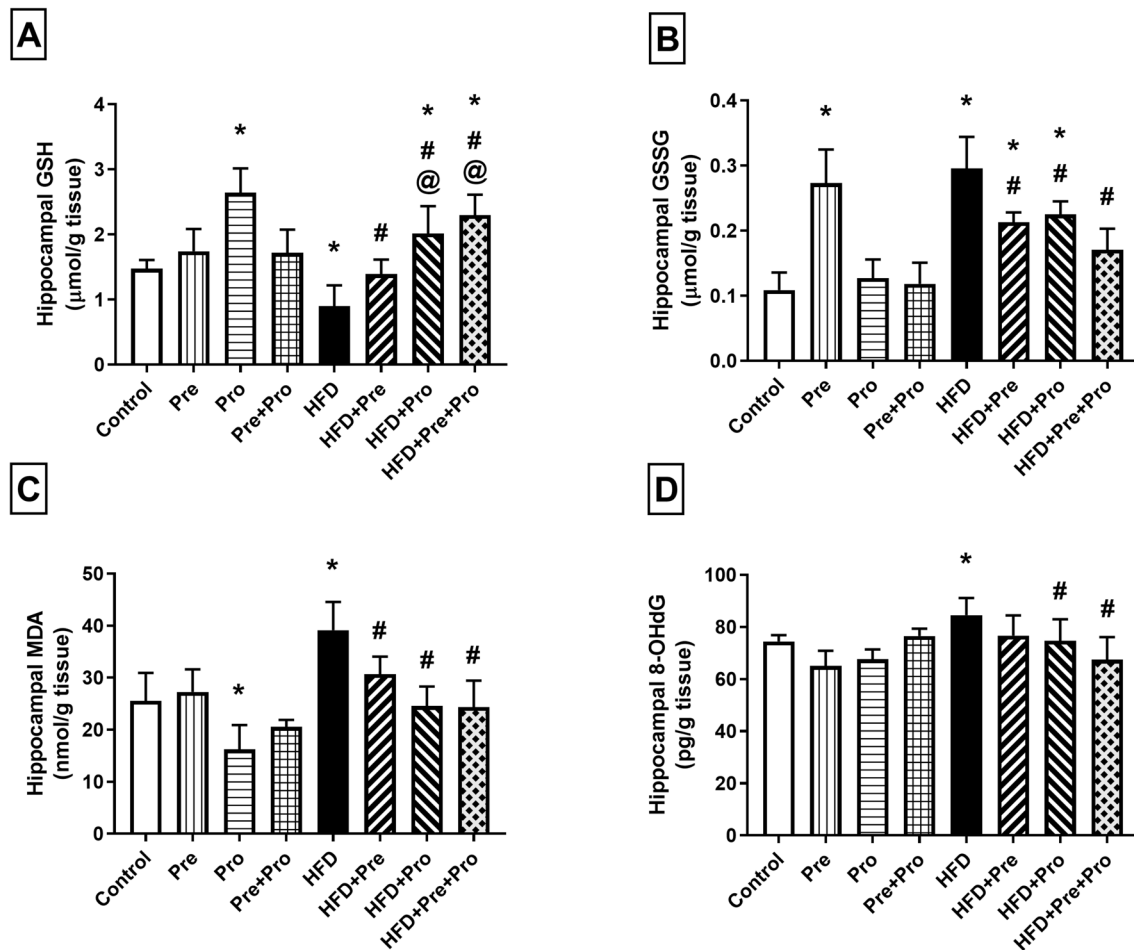 A
Hippocampal GSH
(μmol/g tissue)
4
3
2
1
0
*
*
#
*
#
@
*
#
@
Control
Pre
Pro
Pre+Pro
HFD
HFD+Pre
HFD+Pro
HFD+Pre+Pro
B
Hippocampal GSSG
(μmol/g tissue)
0.4
0.3
0.2
0.1
0.0
*
*
*
#
*
#
#
Control
Pre
Pro
Pre+Pro
HFD
HFD+Pre
HFD+Pro
HFD+Pre+Pro
C
Hippocampal MDA
(nmol/g tissue)
50
40
30
20
10
0
*
*
#
#
#
Control
Pre
Pro
Pre+Pro
HFD
HFD+Pre
HFD+Pro
HFD+Pre+Pro
D
Hippocampal 8-OHdG
(pg/g tissue)
100
80
60
40
20
0
*
#
#
Control
Pre
Pro
Pre+Pro
HFD
HFD+Pre
HFD+Pro
HFD+Pre+Pro